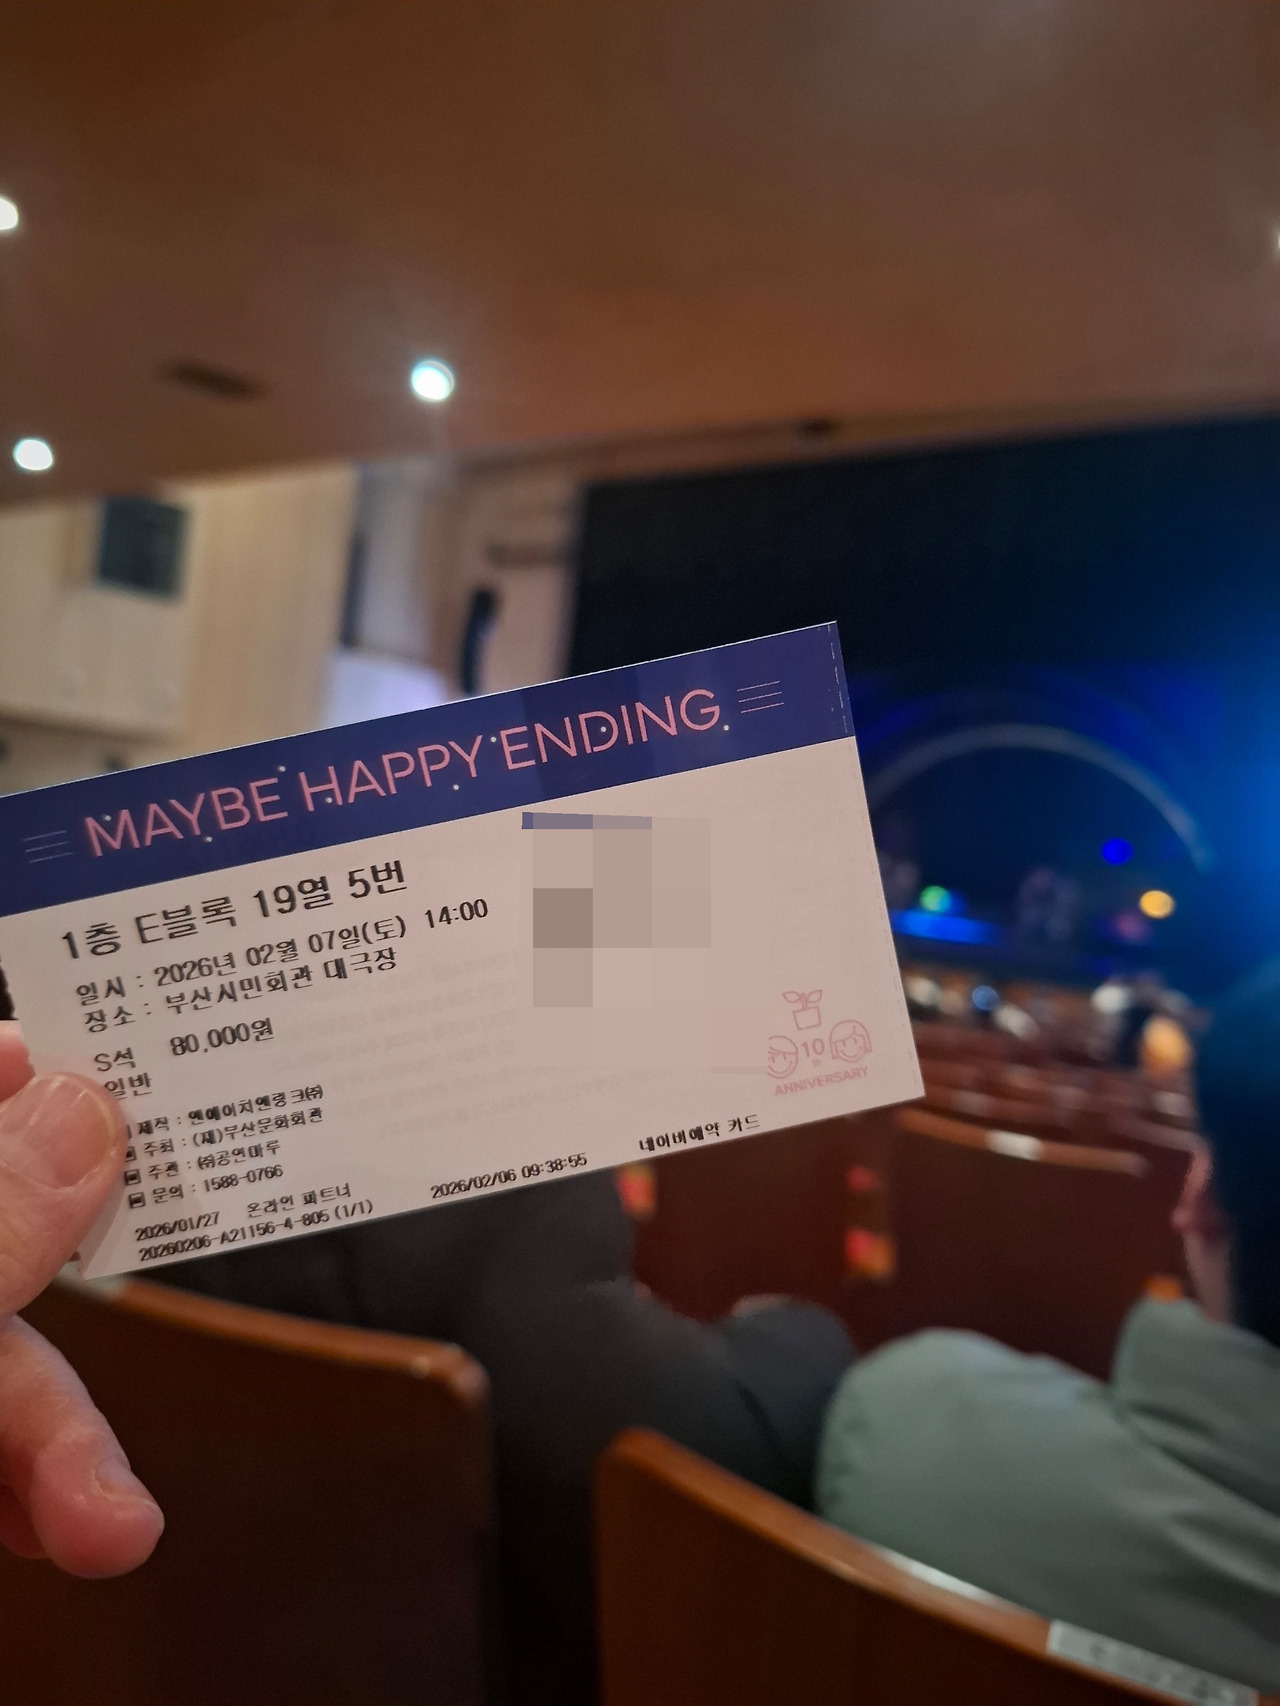 MAYBE HAPPY ENDING
1층 E블록 19열 5번
일시 : 2026년 02월 07일(토) 14:00
장소 : 부산시민회관 대극장
S석 80,000원
일반
제작 : 엔에이치엔링크㈜
주최 : (재)부산문화회관
주관 : ㈜공연마루
문의 : 1588-0766
2026/01/27 온라인 파트너 2026/02/06 09:38:55 네이버예약 카드
20260206-A21156-4-805 (1/1)
10
th
ANNIVERSARY